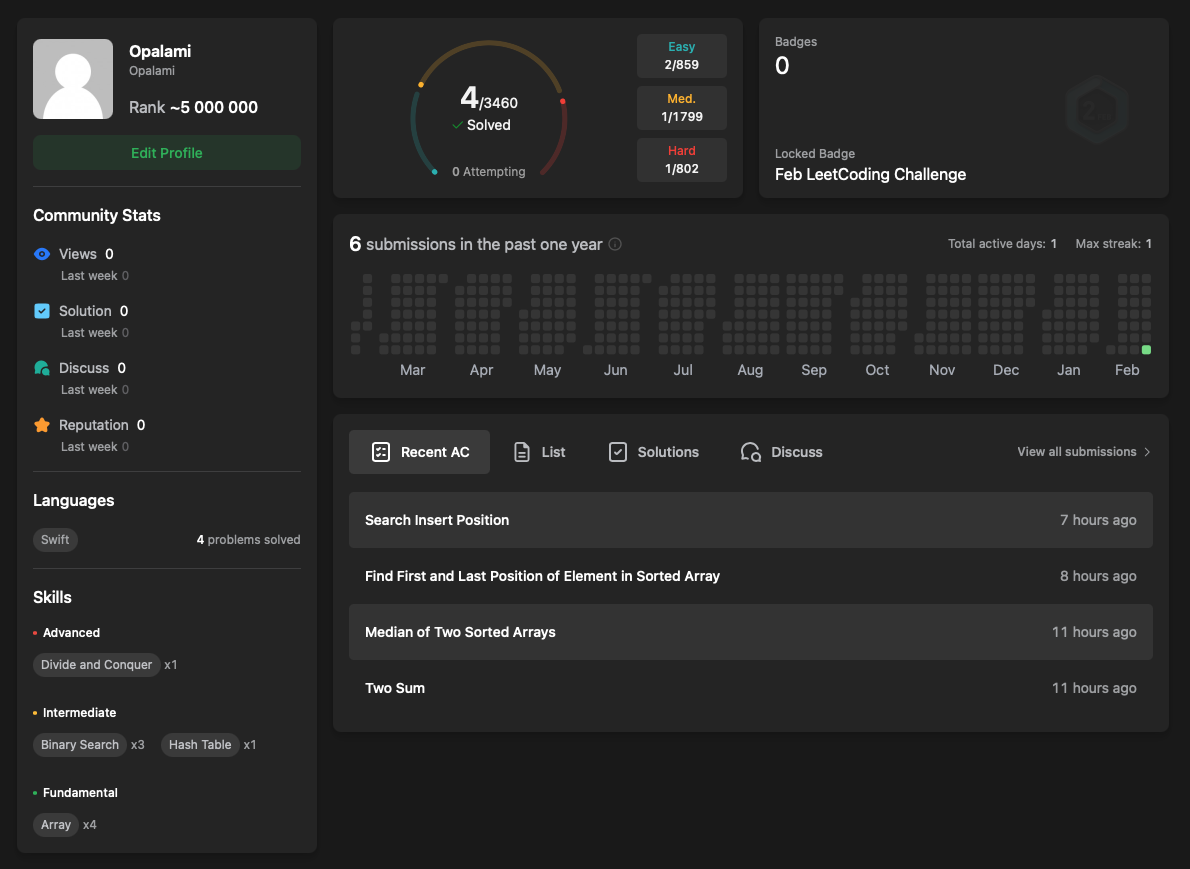 Opalami
Opalami
Rank ~5 000 000
Edit Profile
Community Stats
Views 0
Last week 0
Solution 0
Last week 0
Discuss 0
Last week 0
Reputation 0
Last week 0
Languages
Swift 4 problems solved
Skills
Advanced
Divide and Conquer x1
Intermediate
Binary Search x3 Hash Table x1
Fundamental
Array x4
4/3460
Solved
0 Attempting
Easy
2/859
Med.
1/1799
Hard
1/802
Badges
0
Locked Badge
Feb LeetCoding Challenge
6 submissions in the past one year
Total active days: 1 Max streak: 1
Mar Apr May Jun Jul Aug Sep Oct Nov Dec Jan Feb
Recent AC List Solutions Discuss View all submissions
Search Insert Position 7 hours ago
Find First and Last Position of Element in Sorted Array 8 hours ago
Median of Two Sorted Arrays 11 hours ago
Two Sum 11 hours ago